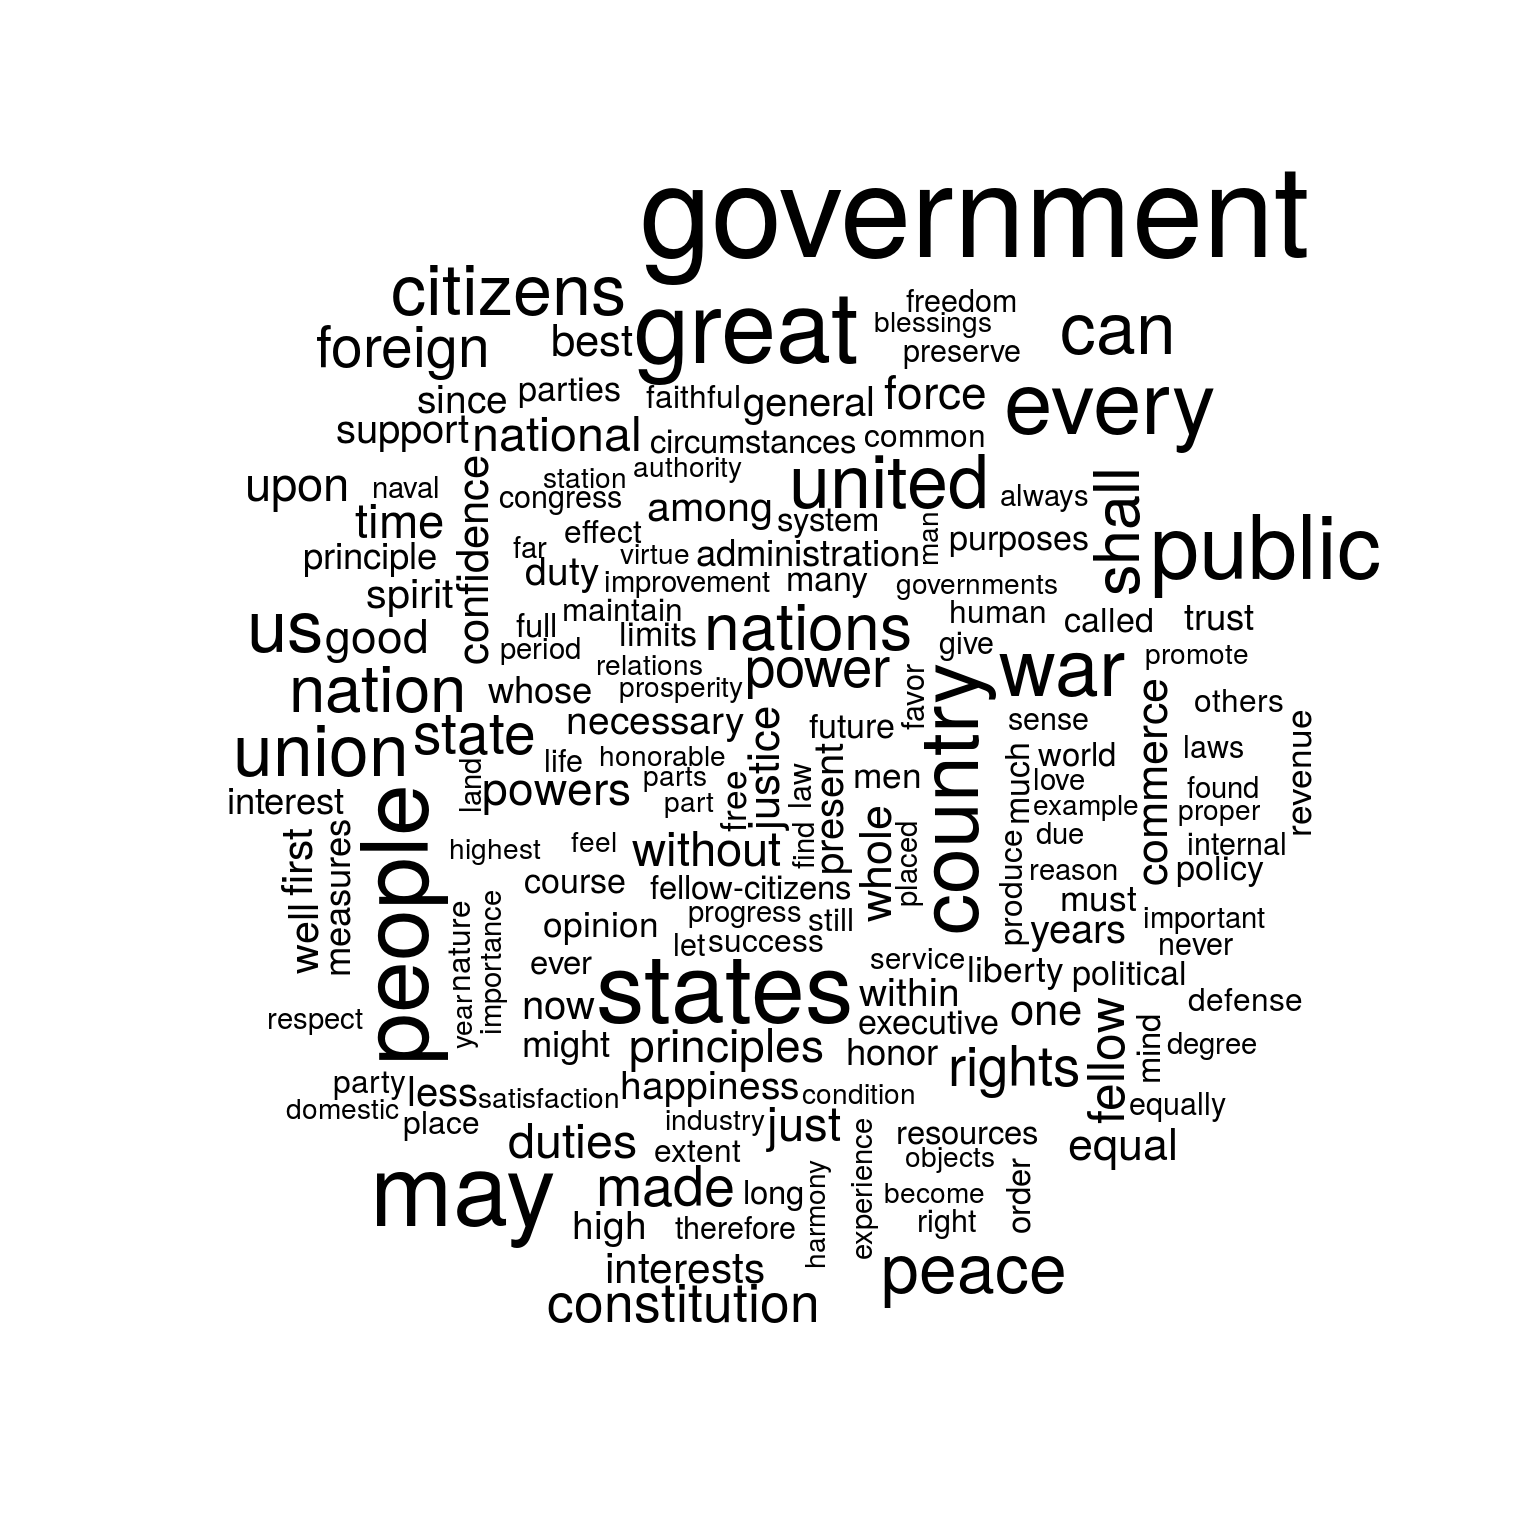 government
citizens
great
freedom
blessings
preserve
can
foreign
best
since
parties
faithful
general
force
every
support
national
circumstances
common
upon
naval
confidence
station
authority
congress
among
united
always
shall
time
effect
system
man
purposes
public
principle
far
virtue
administration
duty
improvement
many
governments
spirit
maintain
human
called
trust
us
good
full
limits
nations
period
give
relations
power
war
promote
nation
whose
prosperity
favor
country
others
union
state
necessary
justice
future
sense
commerce
laws
revenue
life
honorable
world
land
powers
parts
part
free
law
present
men
much
love
example
found
proper
interest
people
first
measures
highest
feel
without
find
whole
placed
produce
due
internal
reason
policy
well
course
fellow-citizens
must
nature
importance
opinion
progress
still
years
important
let
success
never
ever
states
service
liberty
political
year
now
within
one
defense
respect
executive
might
principles
honor
rights
fellow
mind
degree
party
less
satisfaction
happiness
condition
domestic
place
equally
industry
just
duties
extent
experience
resources
equal
objects
may
made
long
harmony
become
order
high
therefore
right
interests
peace
constitution